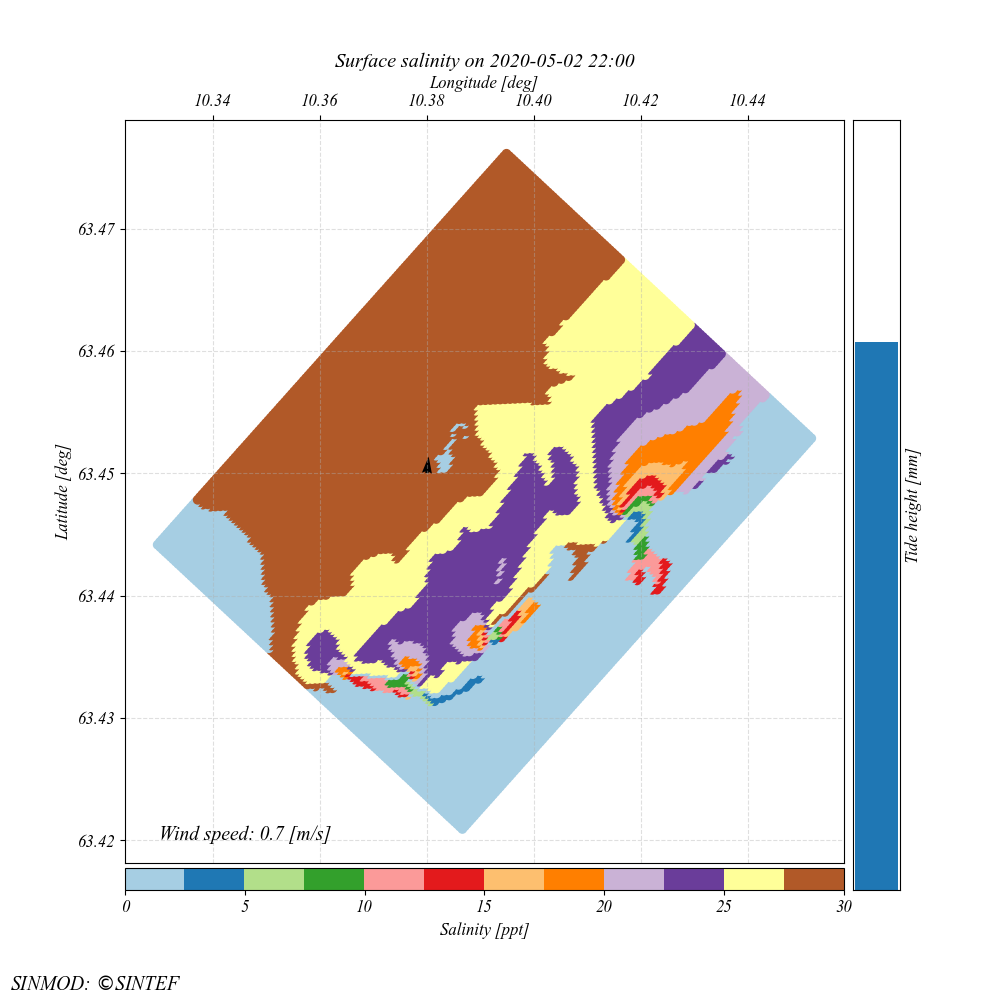 Surface salinity on 2020-05-02 22:00
Longitude [deg]
10.34 10.36 10.38 10.40 10.42 10.44
63.47
63.46
63.45
63.44
63.43
63.42
Latitude [deg]
Tide height [mm]
Wind speed: 0.7 [m/s]
0 5 10 15 20 25 30
Salinity [ppt]
SINMOD: ©SINTEF